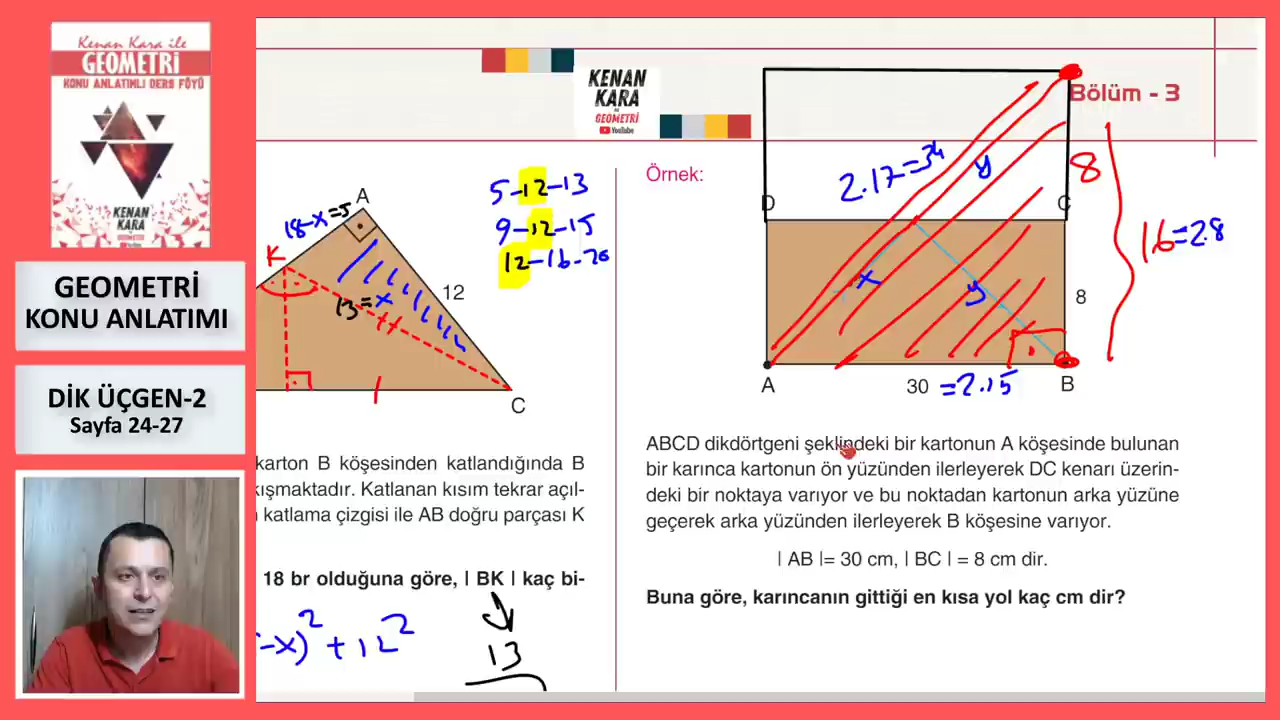 Kenan Kara ile
GEOMETRİ
KONU ANLATIMLI DERS FÖYÜ
KENAN
KARA
GEOMETRİ
YouTube
GEOMETRİ
KONU ANLATIMI
DİK ÜÇGEN-2
Sayfa 24-27
KENAN
KARA
GEOMETRİ
YouTube
Bölüm - 3
A
18-x=5
K
13=x
12
C
5-12-13
9-12-15
12-16-20
karton B köşesinden katlandığında B
kışmaktadır. Katlanan kısım tekrar açıl-
n katlama çizgisi ile AB doğru parçası K
18 br olduğuna göre, | BK | kaç bi-
-x)² + 12²
13
Örnek:
2.17=34
y
8
D
C
16=2.8
x
y
8
A
30 =2.15
B
ABCD dikdörtgeni şeklindeki bir kartonun A köşesinde bulunan
bir karınca kartonun ön yüzünden ilerleyerek DC kenarı üzerin-
deki bir noktaya varıyor ve bu noktadan kartonun arka yüzüne
geçerek arka yüzünden ilerleyerek B köşesine varıyor.
| AB |= 30 cm, | BC | = 8 cm dir.
Buna göre, karıncanın gittiği en kısa yol kaç cm dir?